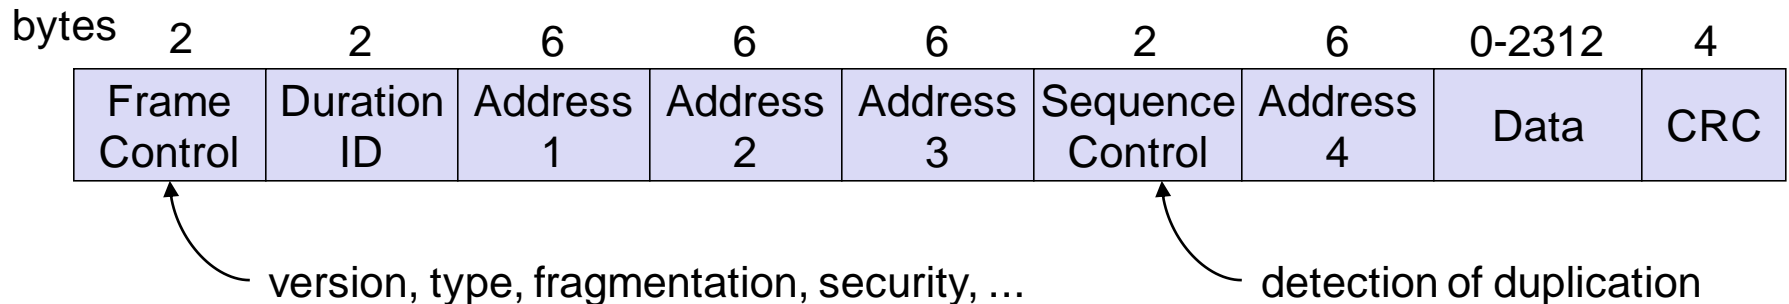 bytes 2 2 6 6 6 2 6 0-2312 4
Frame Duration Address Address Address Sequence Address Data CRC
Control ID 1 2 3 Control 4
version, type, fragmentation, security, ... detection of duplication